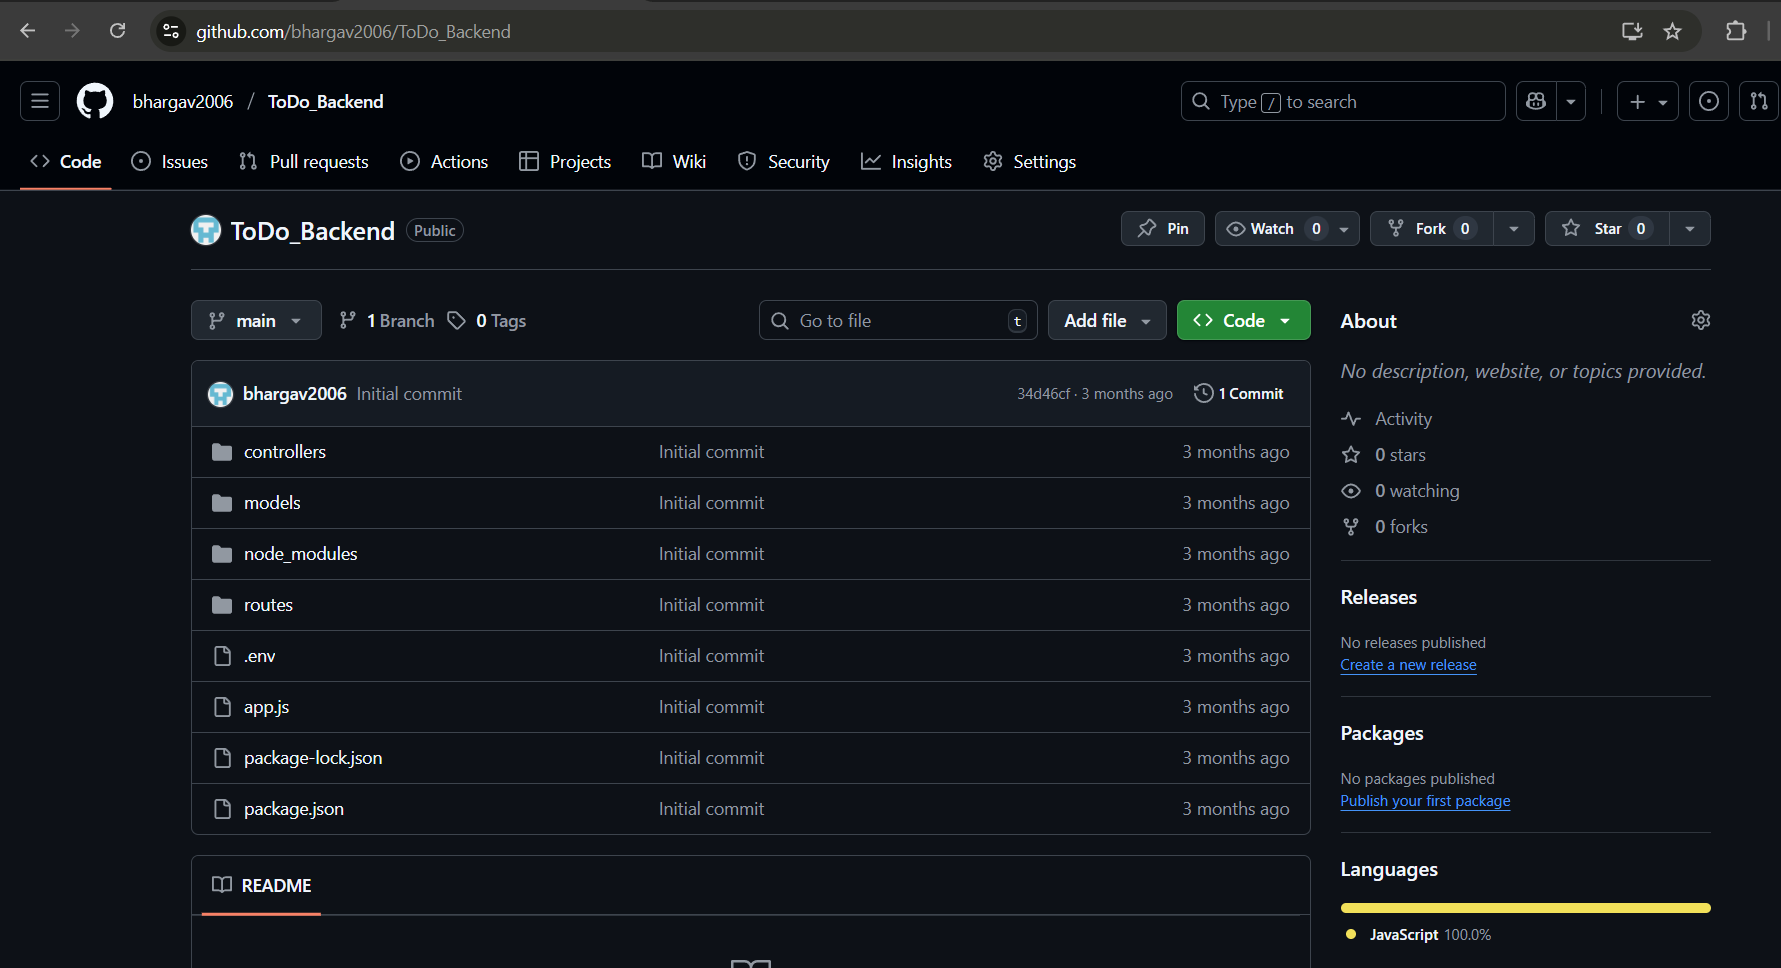 github.com/bhargav2006/ToDo_Backend
bhargav2006 / ToDo_Backend
Type / to search
Code Issues Pull requests Actions Projects Wiki Security Insights Settings
ToDo_Backend Public
Pin Watch 0 Fork 0 Star 0
main 1 Branch 0 Tags Go to file t Add file Code
bhargav2006 Initial commit 34d46cf · 3 months ago 1 Commit
controllers Initial commit 3 months ago
models Initial commit 3 months ago
node_modules Initial commit 3 months ago
routes Initial commit 3 months ago
.env Initial commit 3 months ago
app.js Initial commit 3 months ago
package-lock.json Initial commit 3 months ago
package.json Initial commit 3 months ago
README
About
No description, website, or topics provided.
Activity
0 stars
0 watching
0 forks
Releases
No releases published
Create a new release
Packages
No packages published
Publish your first package
Languages
JavaScript 100.0%